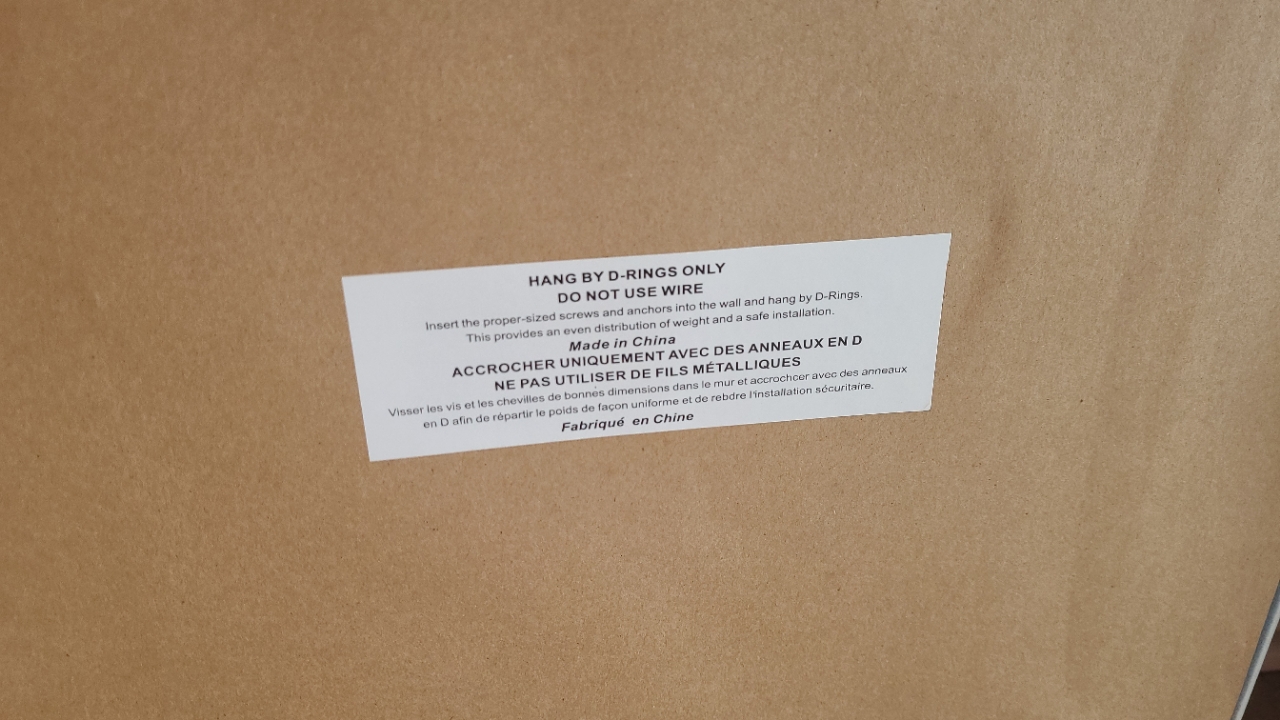 HANG BY D-RINGS ONLY
DO NOT USE WIRE
Insert the proper-sized screws and anchors into the wall and hang by D-Rings.
This provides an even distribution of weight and a safe installation.
Made in China
ACCROCHER UNIQUEMENT AVEC DES ANNEAUX EN D
NE PAS UTILISER DE FILS MÉTALLIQUES
Visser les vis et les chevilles de bonnes dimensions dans le mur et accrochcer avec des anneaux
en D afin de répartir le poids de façon uniforme et de rebdre l'installation sécuritaire.
Fabriqué en Chine